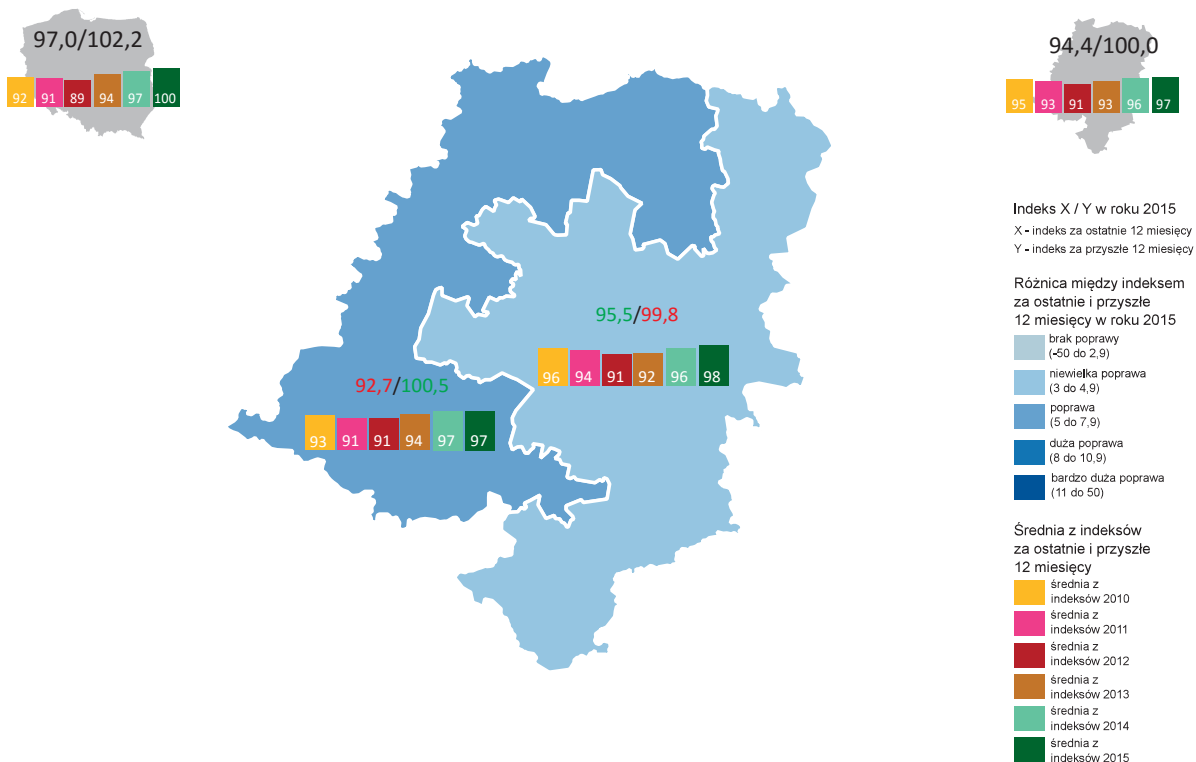 97,0/102,2
92 91 89 94 97 100
94,4/100,0
95 93 91 93 96 97
95,5/99,8
96 94 91 92 96 98
92,7/100,5
93 91 91 94 97 97
Indeks X / Y w roku 2015
X - indeks za ostatnie 12 miesięcy
Y - indeks za przyszłe 12 miesięcy
Różnica między indeksem
za ostatnie i przyszłe
12 miesięcy w roku 2015
brak poprawy
(-50 do 2,9)
niewielka poprawa
(3 do 4,9)
poprawa
(5 do 7,9)
duża poprawa
(8 do 10,9)
bardzo duża poprawa
(11 do 50)
Średnia z indeksów
za ostatnie i przyszłe
12 miesięcy
średnia z
indeksów 2010
średnia z
indeksów 2011
średnia z
indeksów 2012
średnia z
indeksów 2013
średnia z
indeksów 2014
średnia z
indeksów 2015